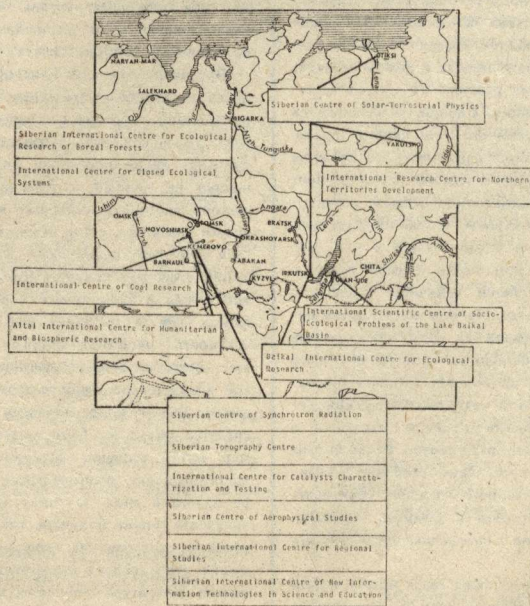 NARYAN-MAR
TIKSI
Lena
SALEKHARD
Siberian Centre of Solar-Terrestrial Physics
IGARKA
Siberian International Centre for Ecological
Research of Boreal Forests
International Centre for Closed Ecological
Systems
Tunguska
YAKUTSK
Aldan
International Research Centre for Northern
Territories Development
Angara
OMSK
TOMSK
NOVOSIBIRSK
KRASNOYARSK
BRATSK
Lena
KEMEROVO
BARNAUL
ABAKAN
KYZYL
IRKUTSK
ULAN-UDE
CHITA
Shilka
International Centre of Coal Research
Altai International Centre for Humanitarian
and Biospheric Research
International Scientific Centre of Socio-
Ecological Problems of the Lake Baikal
Basin
Baikal International Centre for Ecological
Research
Siberian Centre of Synchrotron Radiation
Siberian Tomography Centre
International Centre for Catalysts Characte-
rization and Testing
Siberian Centre of Aerophysical Studies
Siberian International Centre for Regional
Studies
Siberian International Centre of New Infor-
mation Technologies in Science and Education